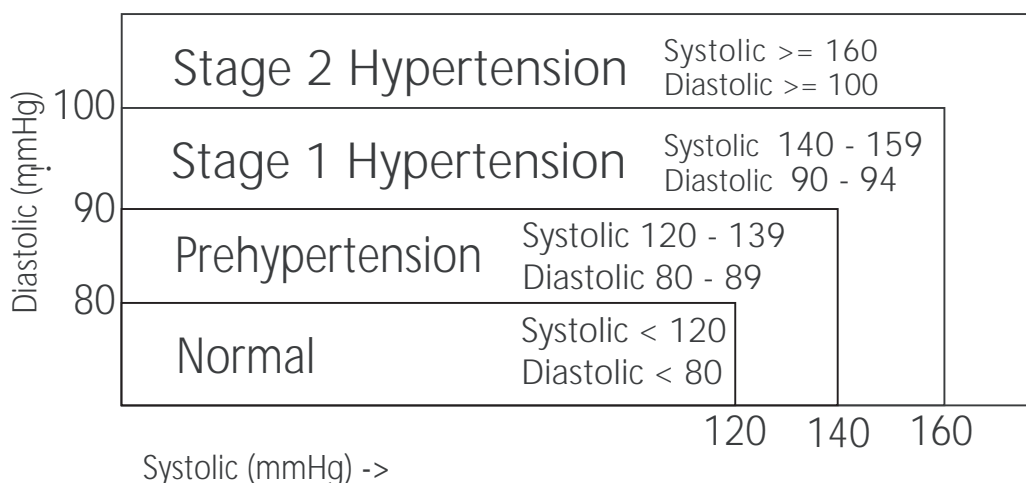 Stage 2 Hypertension
Systolic >= 160
Diastolic >= 100
100
Stage 1 Hypertension
Systolic 140 - 159
Diastolic 90 - 94
90
Prehypertension
Systolic 120 - 139
Diastolic 80 - 89
80
Normal
Systolic < 120
Diastolic < 80
Diastolic (mmHg)
120 140 160
Systolic (mmHg) ->